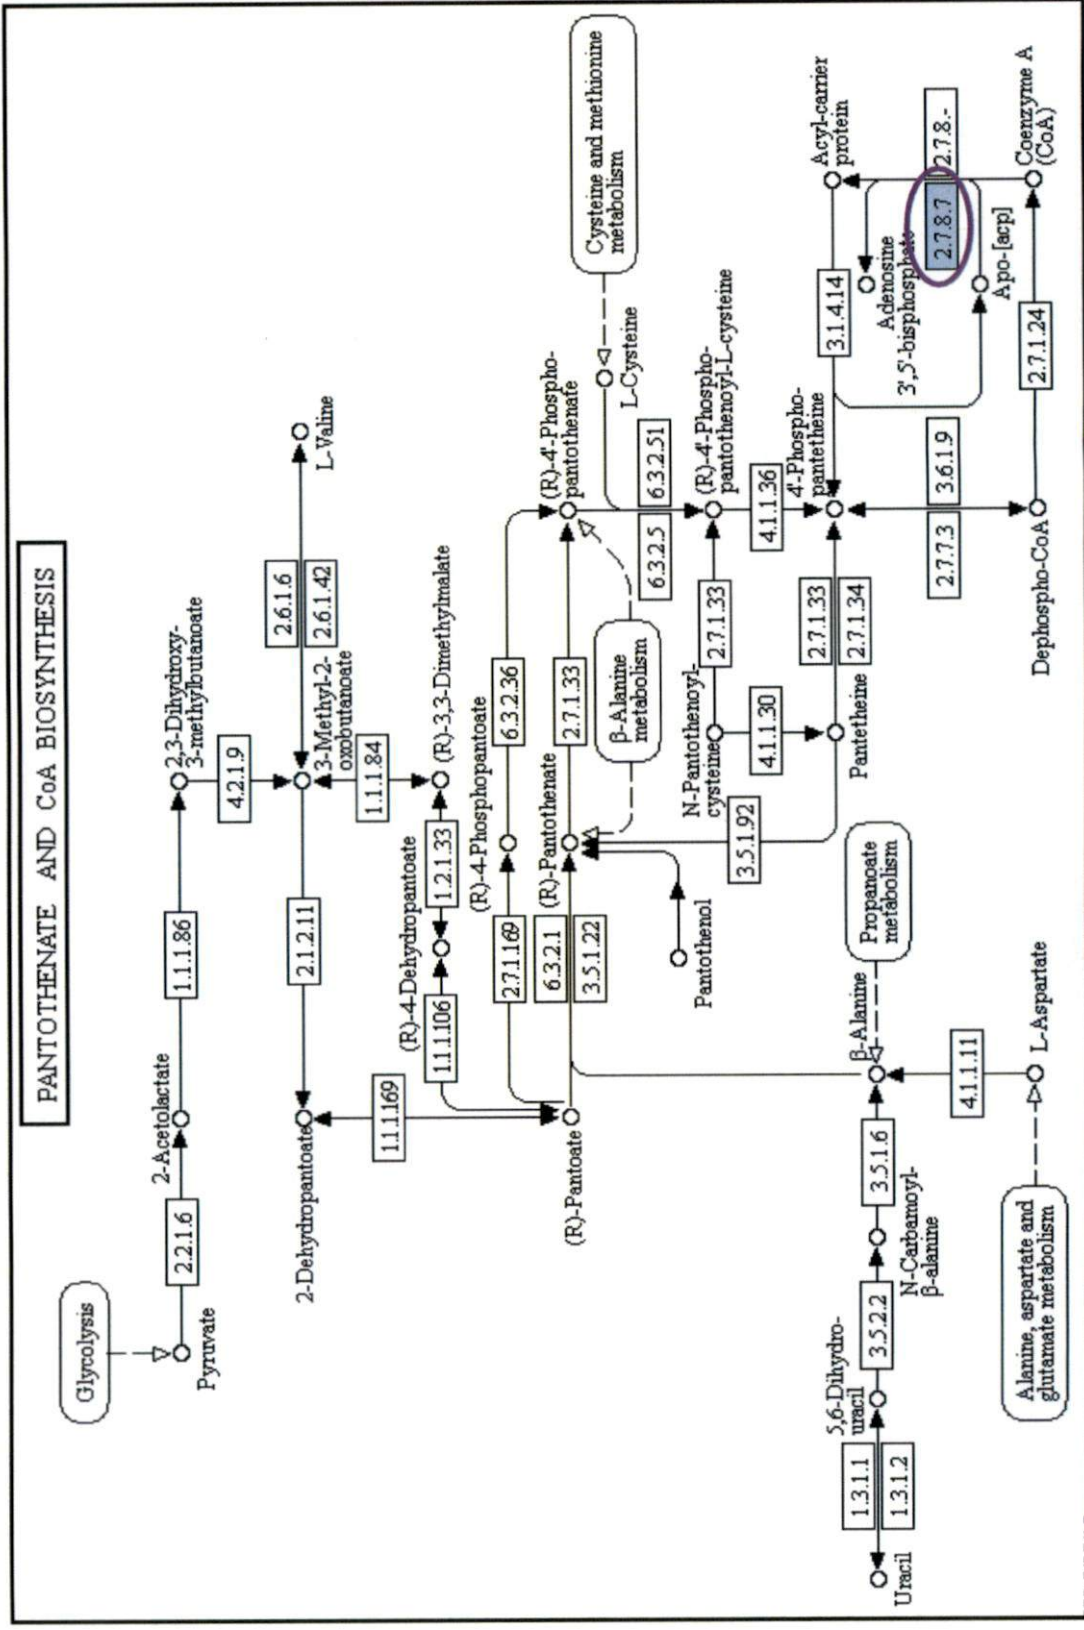 PANTOTHENATE AND CoA BIOSYNTHESIS
Glycolysis
Pyruvate
2.2.1.6
2-Acetolactate
1.1.1.86
2,3-Dihydroxy-
3-methylbutanoate
4.2.1.9
2-Dehydropantoate
2.1.2.11
3-Methyl-2-
oxobutanoate
2.6.1.6
2.6.1.42
L-Valine
1.1.1.169
1.1.1.84
(R)-4-Dehydropantoate
1.1.1.106
1.2.1.33
(R)-3,3-Dimethylmalate
(R)-4-Phosphopantoate
2.7.1.169
6.3.2.36
(R)-Pantoate
6.3.2.1
3.5.1.22
(R)-Pantothenate
2.7.1.33
(R)-4'-Phospho-
pantothenate
Cysteine and methionine
metabolism
L-Cysteine
β-Alanine
metabolism
6.3.2.5
6.3.2.51
Pantothenol
N-Pantothenoyl-
cysteine
2.7.1.33
(R)-4'-Phospho-
pantothenoyl-L-cysteine
3.5.1.92
4.1.1.30
4.1.1.36
Pantetheine
2.7.1.33
2.7.1.34
4'-Phospho-
pantetheine
3.1.4.14
Acyl-carrier
protein
Adenosine
3',5'-bisphosphate
2.7.8.7
2.7.8.-
Apo-[acp]
2.7.7.3
3.6.1.9
Dephospho-CoA
2.7.1.24
Coenzyme A
(CoA)
Propanoate
metabolism
Uracil
1.3.1.1
1.3.1.2
5,6-Dihydro-
uracil
3.5.2.2
N-Carbamoyl-
β-alanine
3.5.1.6
β-Alanine
4.1.1.11
L-Aspartate
Alanine, aspartate and
glutamate metabolism